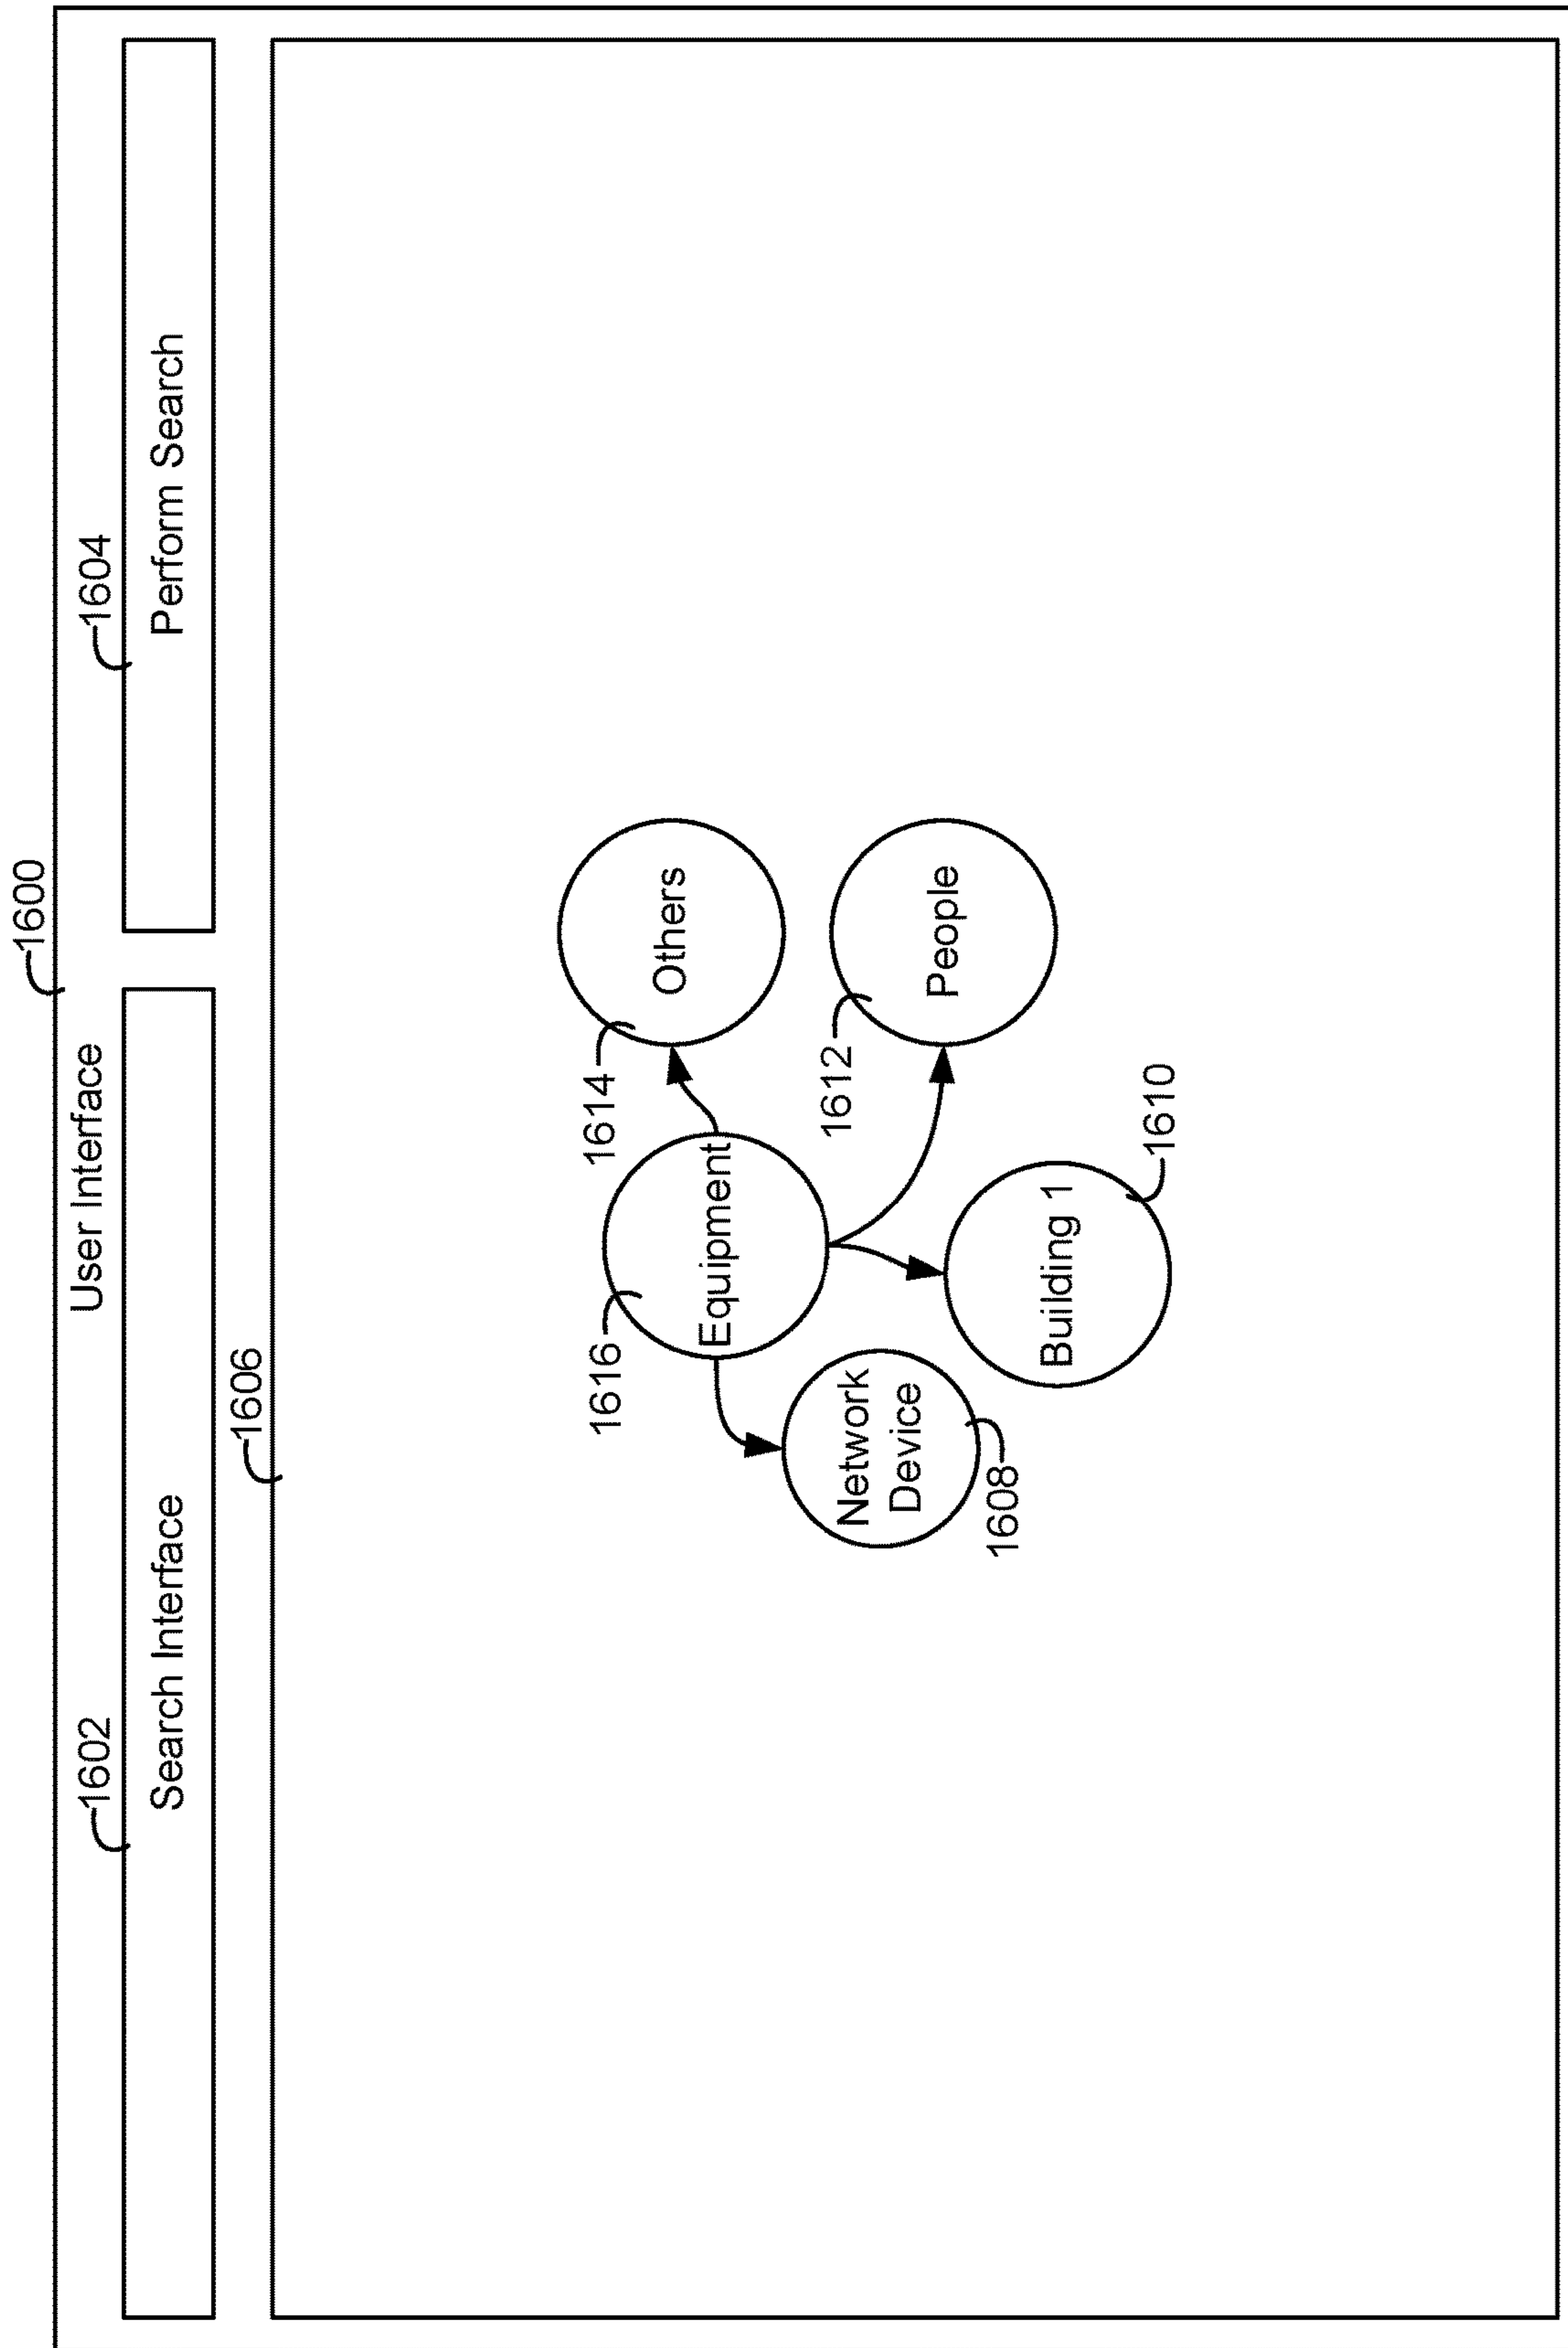 1600
User Interface
1602
1604
Search Interface
Perform Search
1606
1614
Others
1616
Equipment
1612
People
Network
Device
1608
Building 1
1610